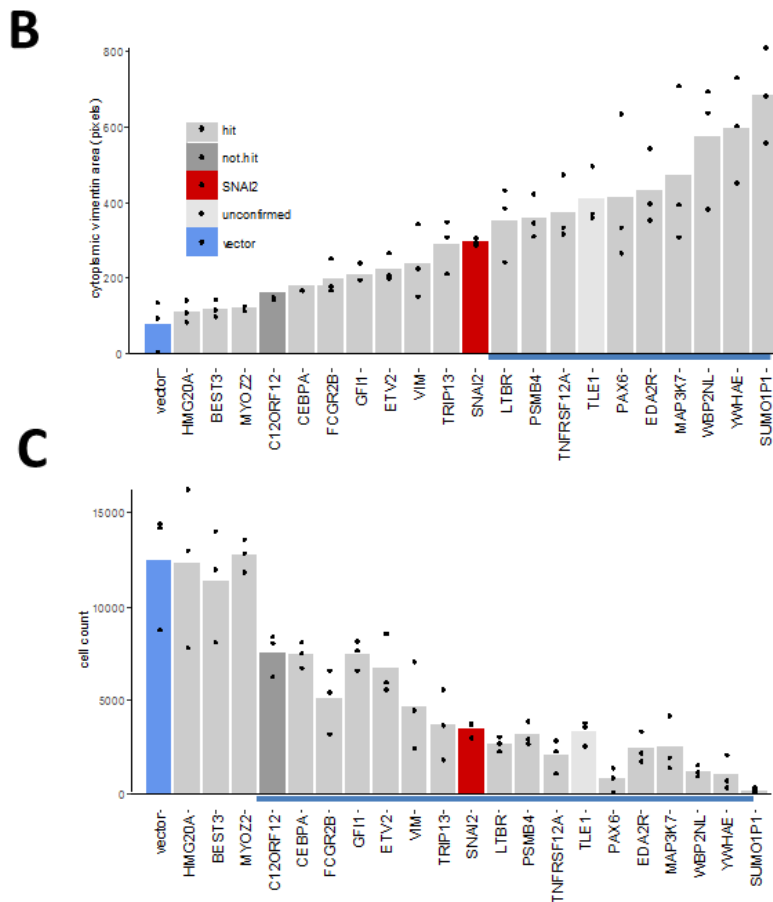 B
cytoplasmic vimentin area (pixels)
800
600
400
200
0
hit
not.hit
SNAI2
unconfirmed
vector
vector
HMG20A
BEST3
MYOZ2
C12ORF12
CEBPA
FCGR2B
GFI1
ETV2
VIM
TRIP13
SNAI2
LTBR
PSMB4
TNFRSF12A
TLE1
PAX6
EDA2R
MAP3K7
WBP2NL
YWHAE
SUMO1P1
C
cell count
15000
10000
5000
0
vector
HMG20A
BEST3
MYOZ2
C12ORF12
CEBPA
FCGR2B
GFI1
ETV2
VIM
TRIP13
SNAI2
LTBR
PSMB4
TNFRSF12A
TLE1
PAX6
EDA2R
MAP3K7
WBP2NL
YWHAE
SUMO1P1